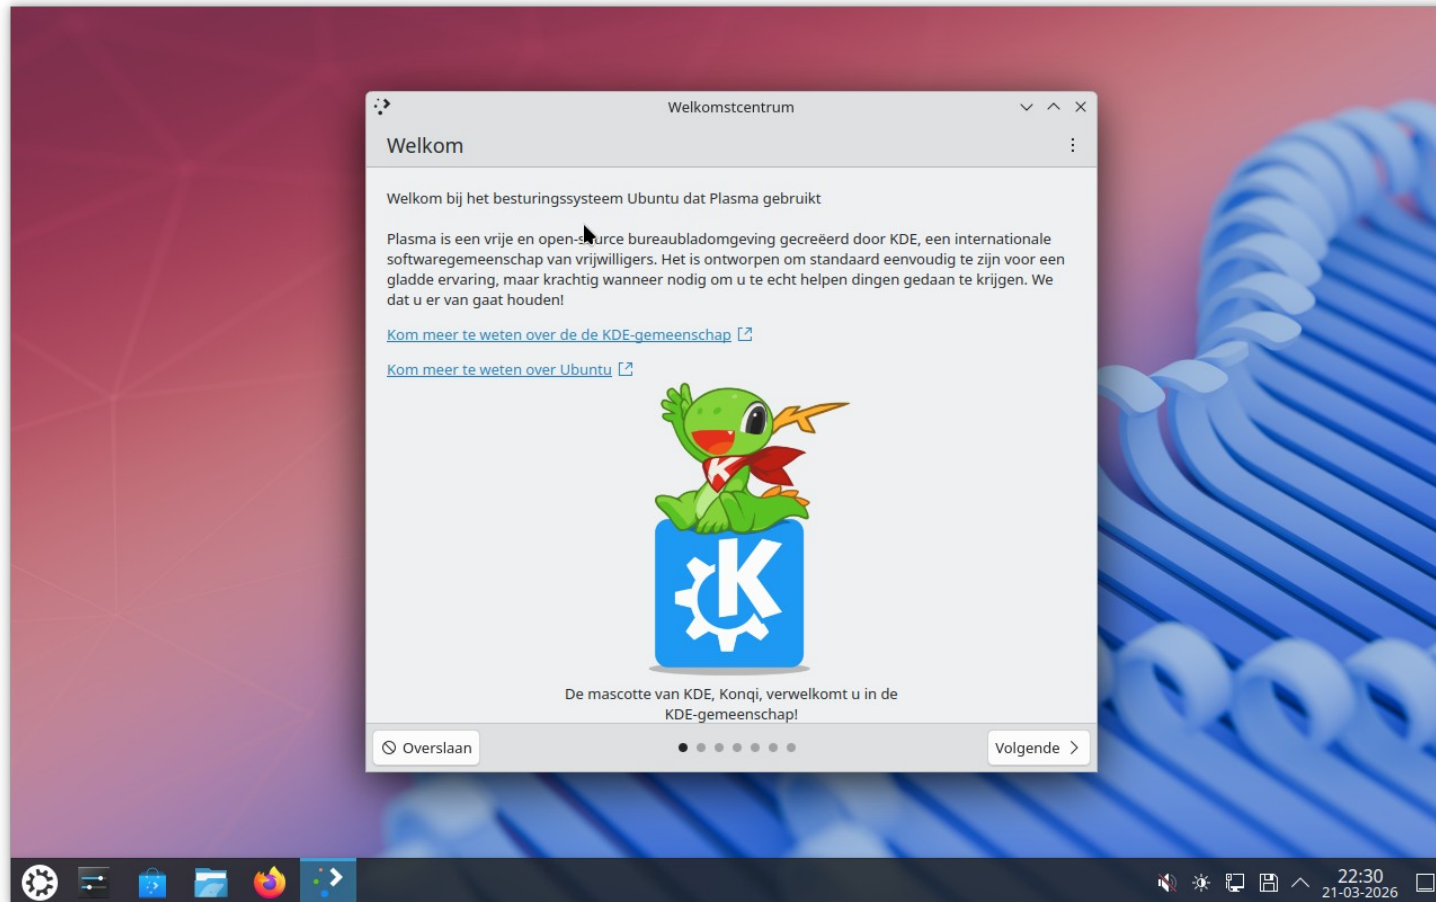 Welkomstcentrum
Welkom
Welkom bij het besturingssysteem Ubuntu dat Plasma gebruikt
Plasma is een vrije en open-source bureaubladomgeving gecreëerd door KDE, een internationale
softwaregemeenschap van vrijwilligers. Het is ontworpen om standaard eenvoudig te zijn voor een
gladde ervaring, maar krachtig wanneer nodig om u te echt helpen dingen gedaan te krijgen. We
dat u er van gaat houden!
Kom meer te weten over de de KDE-gemeenschap
Kom meer te weten over Ubuntu
K
K
De mascotte van KDE, Konqi, verwelkomt u in de
KDE-gemeenschap!
Overslaan
Volgende
22:30
21-03-2026